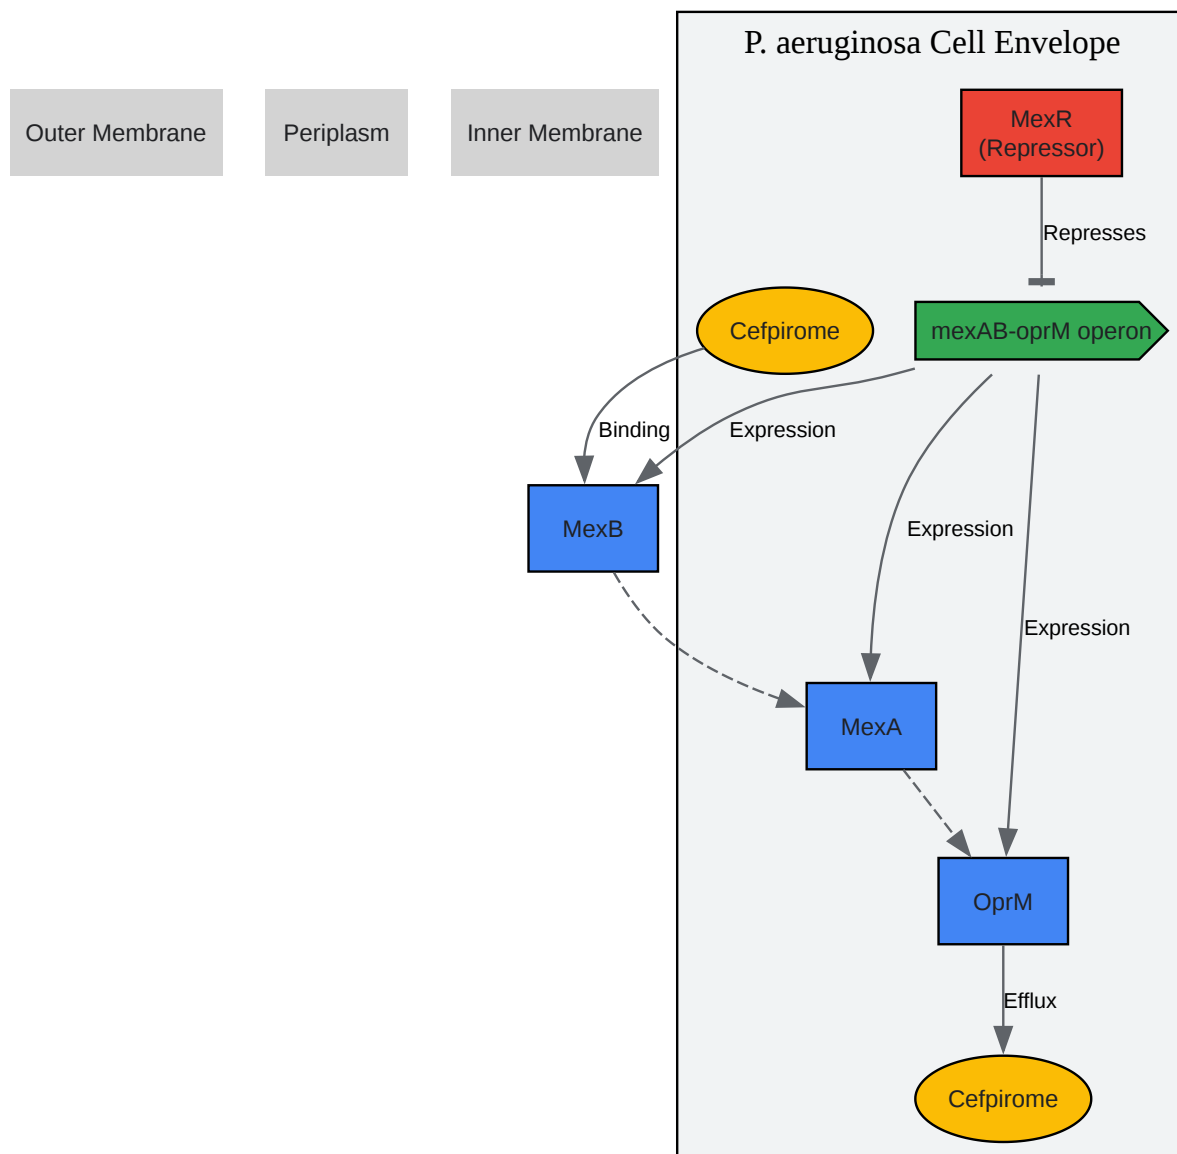 P. aeruginosa Cell Envelope
Outer Membrane
Periplasm
Inner Membrane
MexR
(Repressor)
Represses
Cefpirome
mexAB-oprM operon
Binding
Expression
MexB
Expression
Expression
MexA
OprM
Efflux
Cefpirome